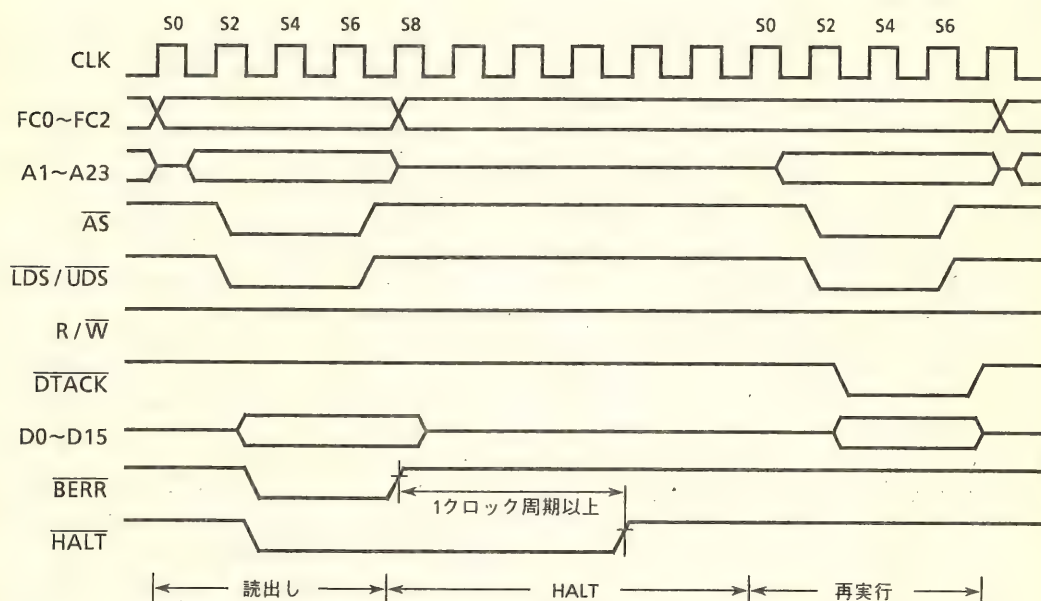 S0 S2 S4 S6 S8 S0 S2 S4 S6
CLK
FC0~FC2
A1~A23
AS
LDS/UDS
R/W
DTACK
D0~D15
BERR
1クロック周期以上
HALT
読出し HALT 再実行